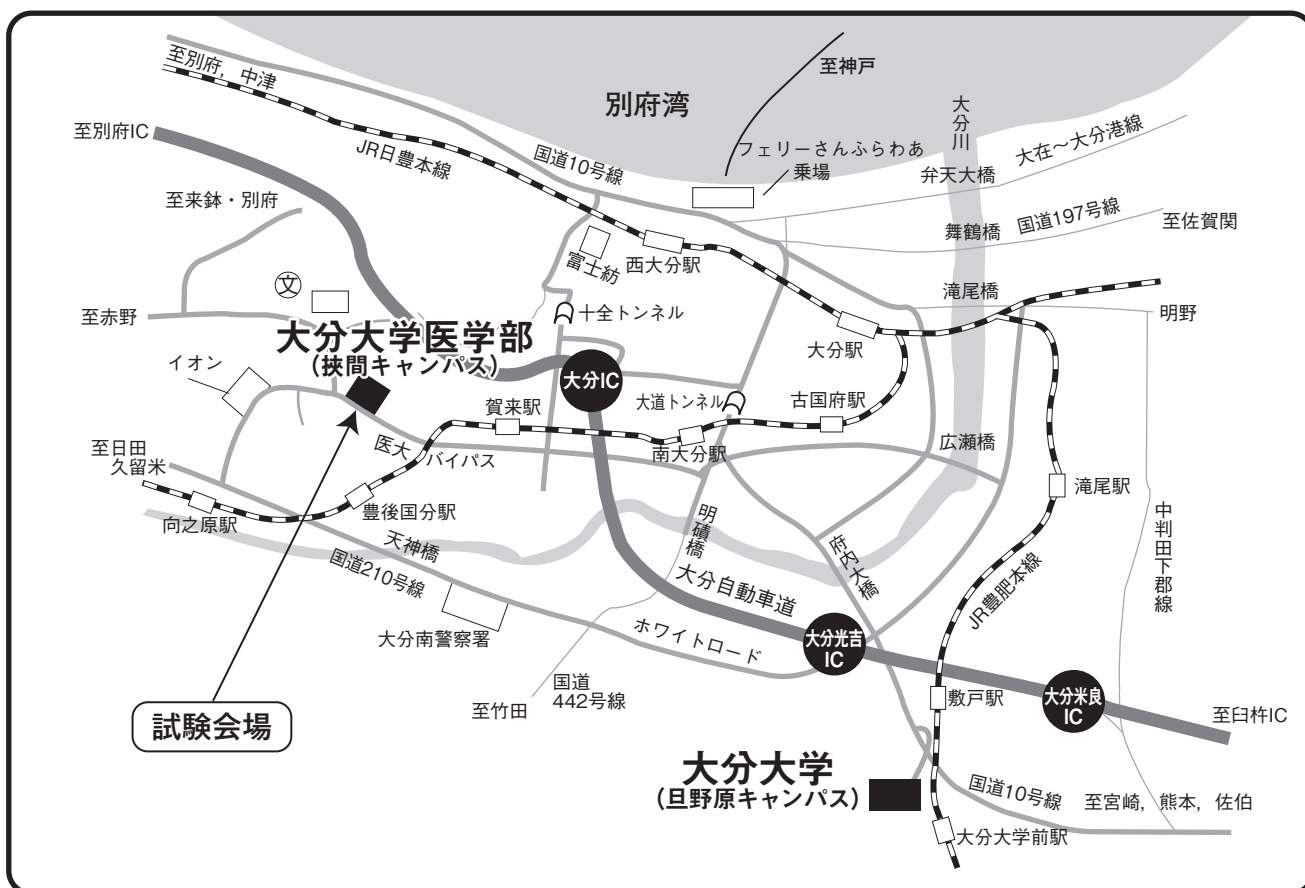 至別府，中津
至神戸
別府湾
大分川
至別府IC
JR日豊本線
国道10号線
フェリーさんふらわあ
乗場
大在～大分港線
弁天大橋
至来鉢・別府
国道197号線
舞鶴橋
至佐賀関
富士紡
西大分駅
文
十全トンネル
滝尾橋
至赤野
明野
大分大学医学部
（挾間キャンパス）
大分駅
イオン
大分IC
大道トンネル
古国府駅
賀来駅
至日田
久留米
医大バイパス
南大分駅
広瀬橋
滝尾駅
向之原駅
豊後国分駅
明磧橋
中判田下郡線
天神橋
府内大橋
国道210号線
大分自動車道
JR豊肥本線
大分南警察署
ホワイトロード
大分光吉
IC
国道
442号線
至竹田
敷戸駅
大分米良
IC
至臼杵IC
試験会場
大分大学
（旦野原キャンパス）
国道10号線
至宮崎，熊本，佐伯
大分大学前駅